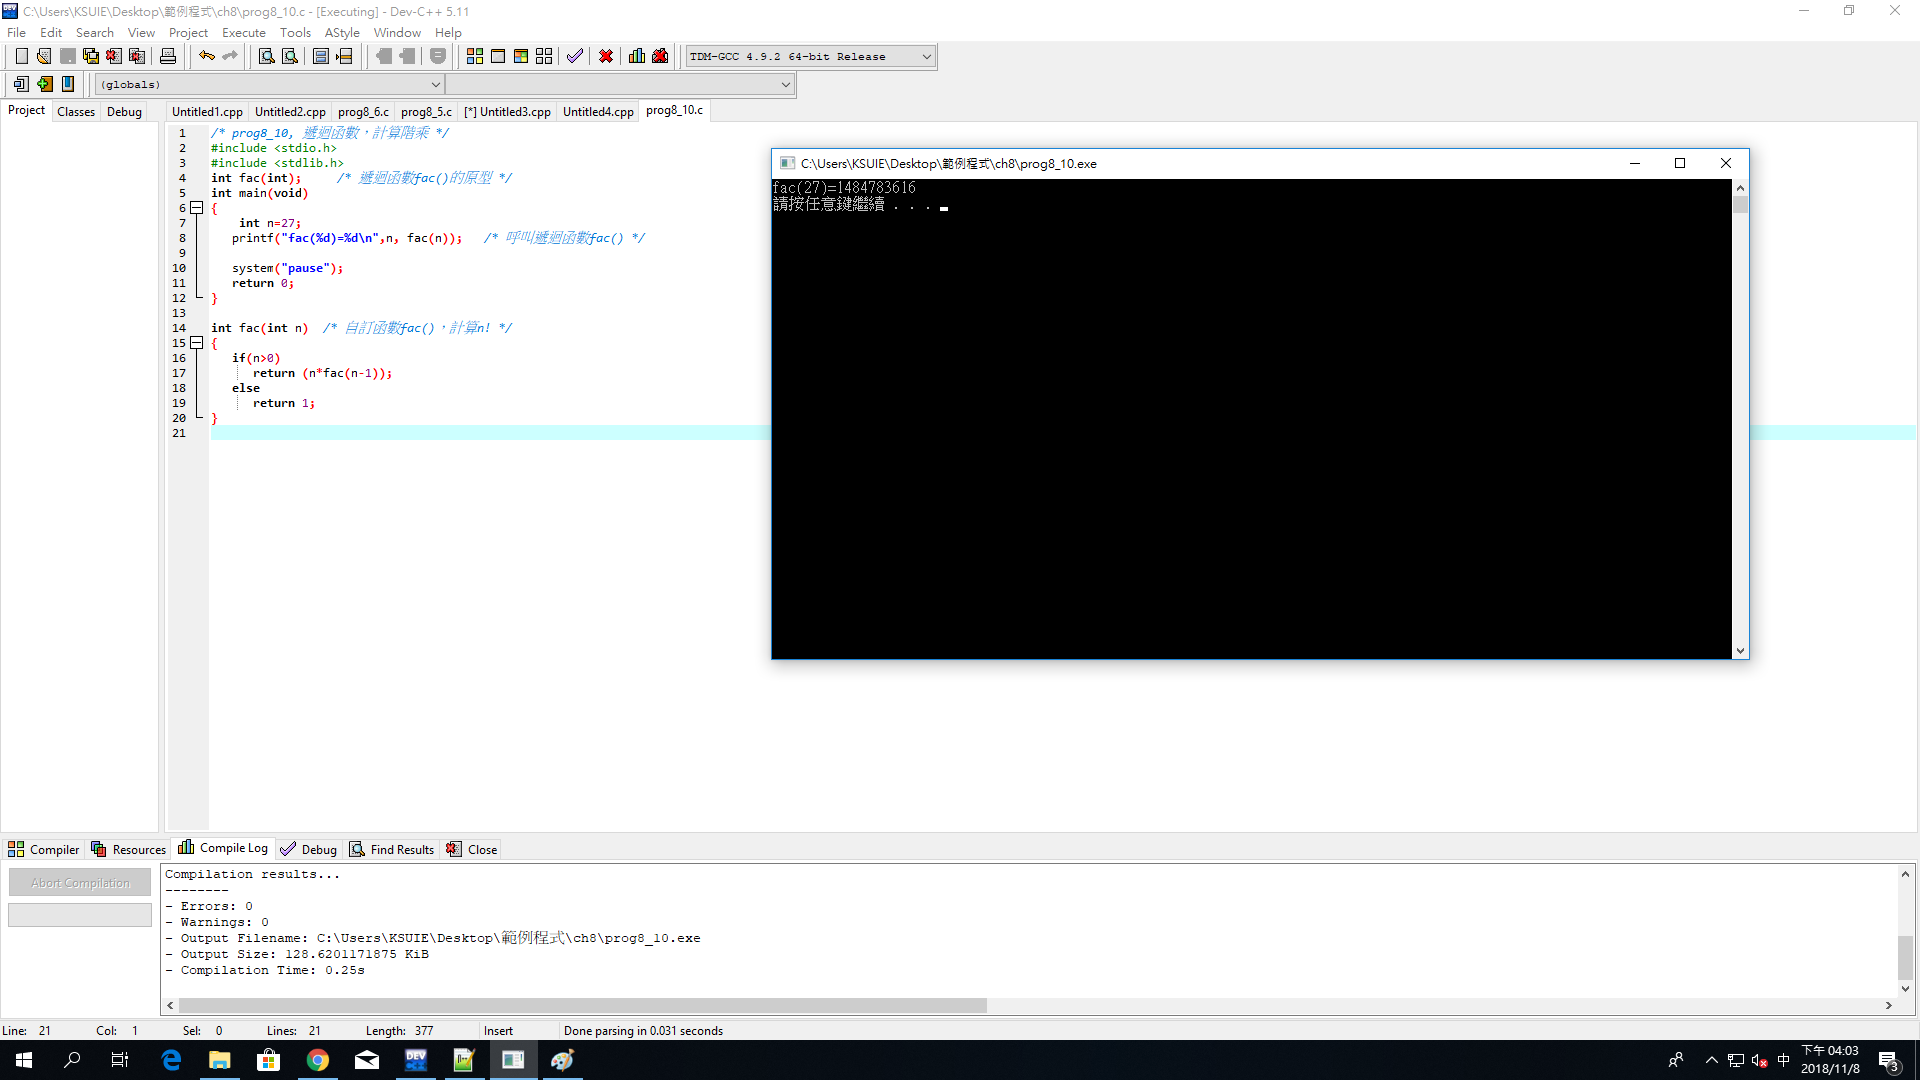 C:\Users\KSUIE\Desktop\範例程式\ch8\prog8_10.c - [Executing] - Dev-C++ 5.11
File Edit Search View Project Execute Tools AStyle Window Help
TDM-GCC 4.9.2 64-bit Release
(globals)
Project Classes Debug
Untitled1.cpp Untitled2.cpp prog8_6.c prog8_5.c [*] Untitled3.cpp Untitled4.cpp prog8_10.c
1 /* prog8_10, 遞迴函數，計算階乘 */
2 #include <stdio.h>
3 #include <stdlib.h>
4 int fac(int); /* 遞迴函數fac()的原型 */
5 int main(void)
6 {
7 int n=27;
8 printf("fac(%d)=%d\n",n, fac(n)); /* 呼叫遞迴函數fac() */
9
10 system("pause");
11 return 0;
12 }
13
14 int fac(int n) /* 自訂函數fac()，計算n! */
15 {
16 if(n>0)
17 return (n*fac(n-1));
18 else
19 return 1;
20 }
21
C:\Users\KSUIE\Desktop\範例程式\ch8\prog8_10.exe
fac(27)=1484783616
請按任意鍵繼續 . . .
Compiler Resources Compile Log Debug Find Results Close
Abort Compilation
Compilation results...
--------
- Errors: 0
- Warnings: 0
- Output Filename: C:\Users\KSUIE\Desktop\範例程式\ch8\prog8_10.exe
- Output Size: 128.6201171875 KiB
- Compilation Time: 0.25s
Line: 21 Col: 1 Sel: 0 Lines: 21 Length: 377 Insert Done parsing in 0.031 seconds
DEV
中
下午 04:03
2018/11/8
3